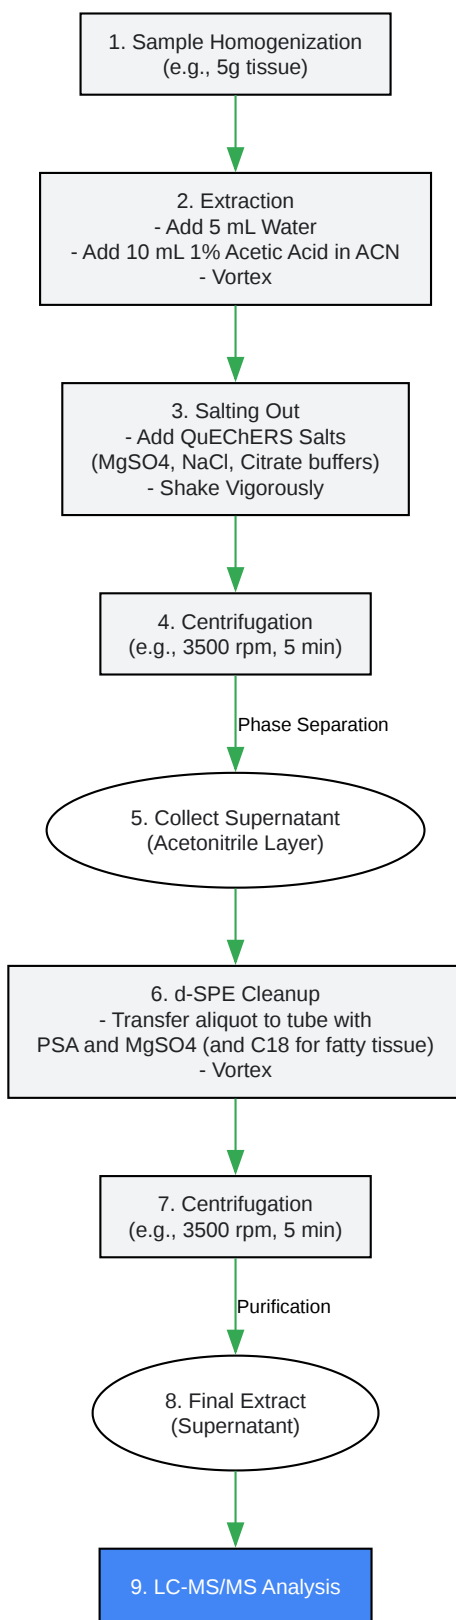 1. Sample Homogenization
(e.g., 5g tissue)
2. Extraction
- Add 5 mL Water
- Add 10 mL 1% Acetic Acid in ACN
- Vortex
3. Salting Out
- Add QuEChERS Salts
(MgSO4, NaCl, Citrate buffers)
- Shake Vigorously
4. Centrifugation
(e.g., 3500 rpm, 5 min)
Phase Separation
5. Collect Supernatant
(Acetonitrile Layer)
6. d-SPE Cleanup
- Transfer aliquot to tube with
PSA and MgSO4 (and C18 for fatty tissue)
- Vortex
7. Centrifugation
(e.g., 3500 rpm, 5 min)
Purification
8. Final Extract
(Supernatant)
9. LC-MS/MS Analysis